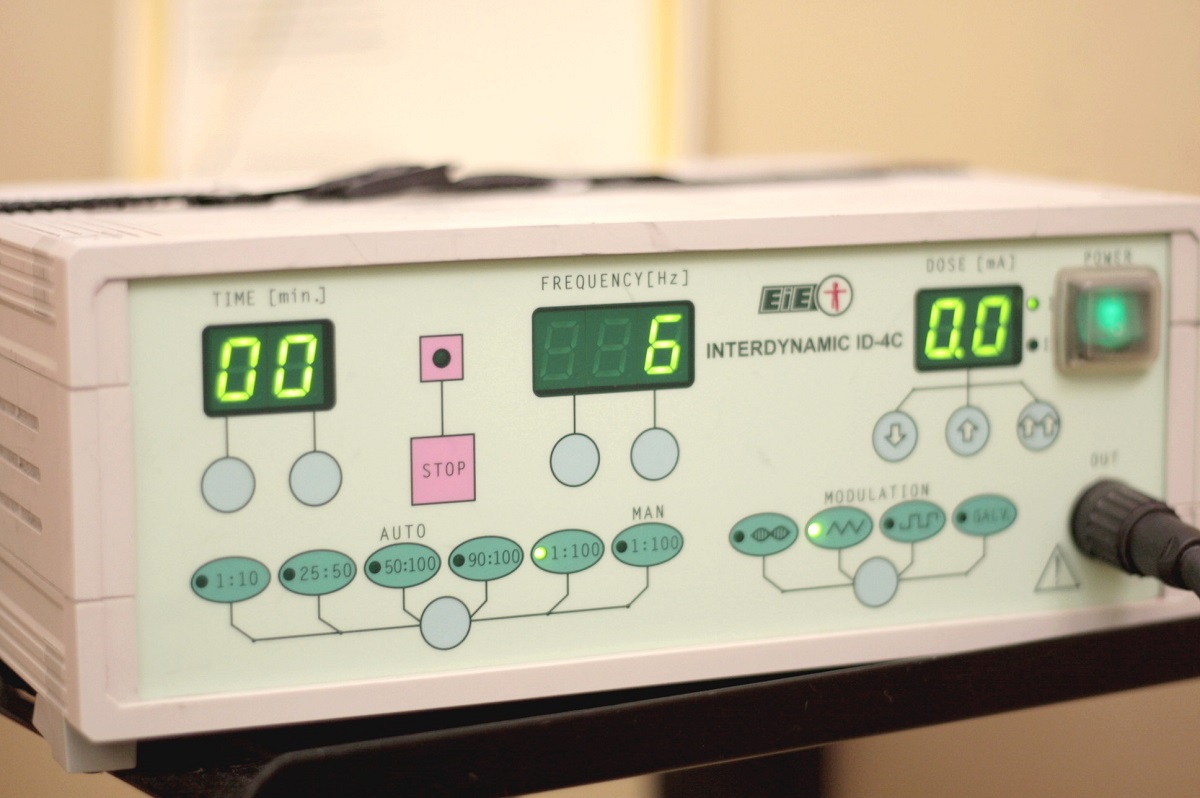 TIME [min.]
00
STOP
FREQUENCY[Hz]
6
EiE
INTERDYNAMIC ID-4C
DOSE [mA]
0.0
POWER
OUT
AUTO
MAN
1:10
25:50
50:100
90:100
1:100
1:100
MODULATION
GALV.